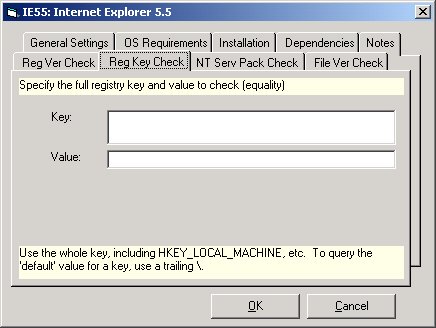 IE55: Internet Explorer 5.5
General Settings OS Requirements Installation Dependencies Notes
Reg Ver Check Reg Key Check NT Serv Pack Check File Ver Check
Specify the full registry key and value to check (equality)
Key:
Value:
Use the whole key, including HKEY_LOCAL_MACHINE, etc. To query the
'default' value for a key, use a trailing \.
OK Cancel